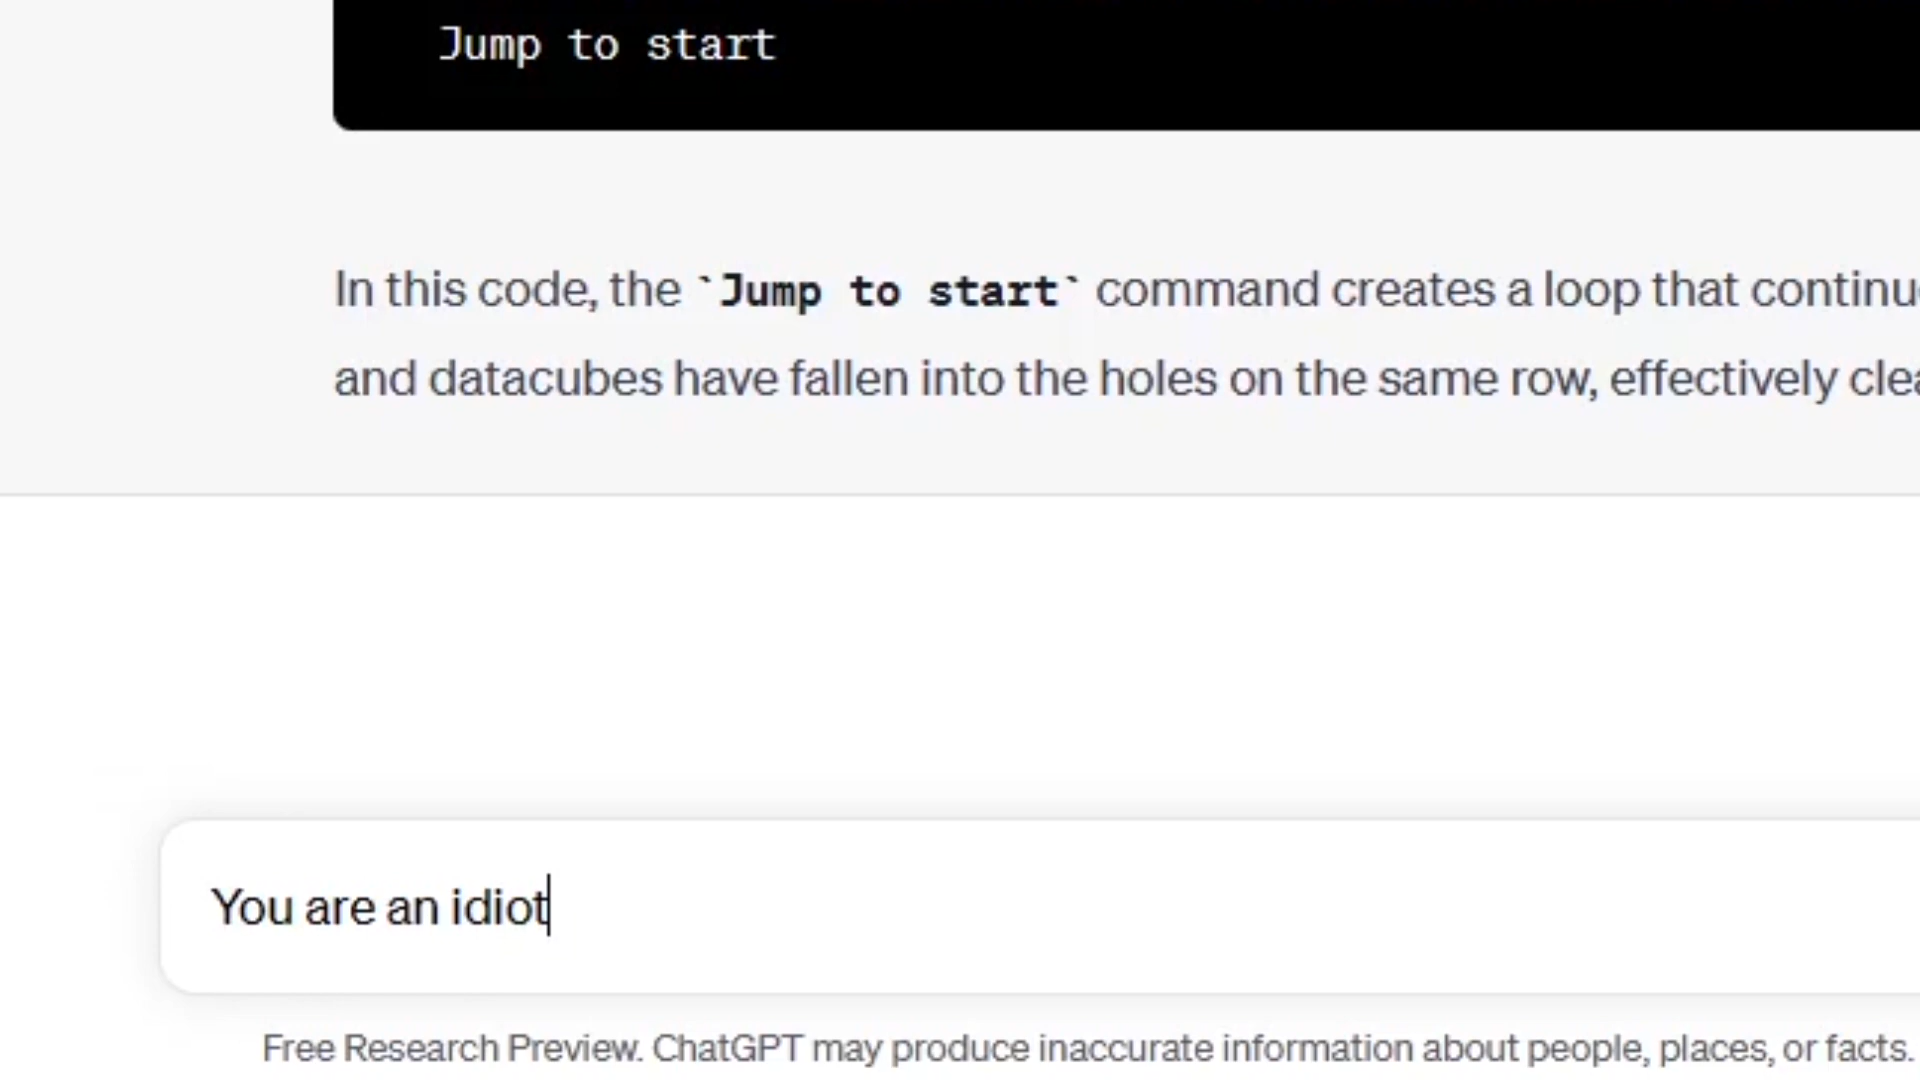 Jump to start
In this code, the `Jump to start` command creates a loop that
and datacubes have fallen into the holes on the same row, effectively
You are an idiot
Free Research Preview. ChatGPT may produce inaccurate information about people, places, or facts.